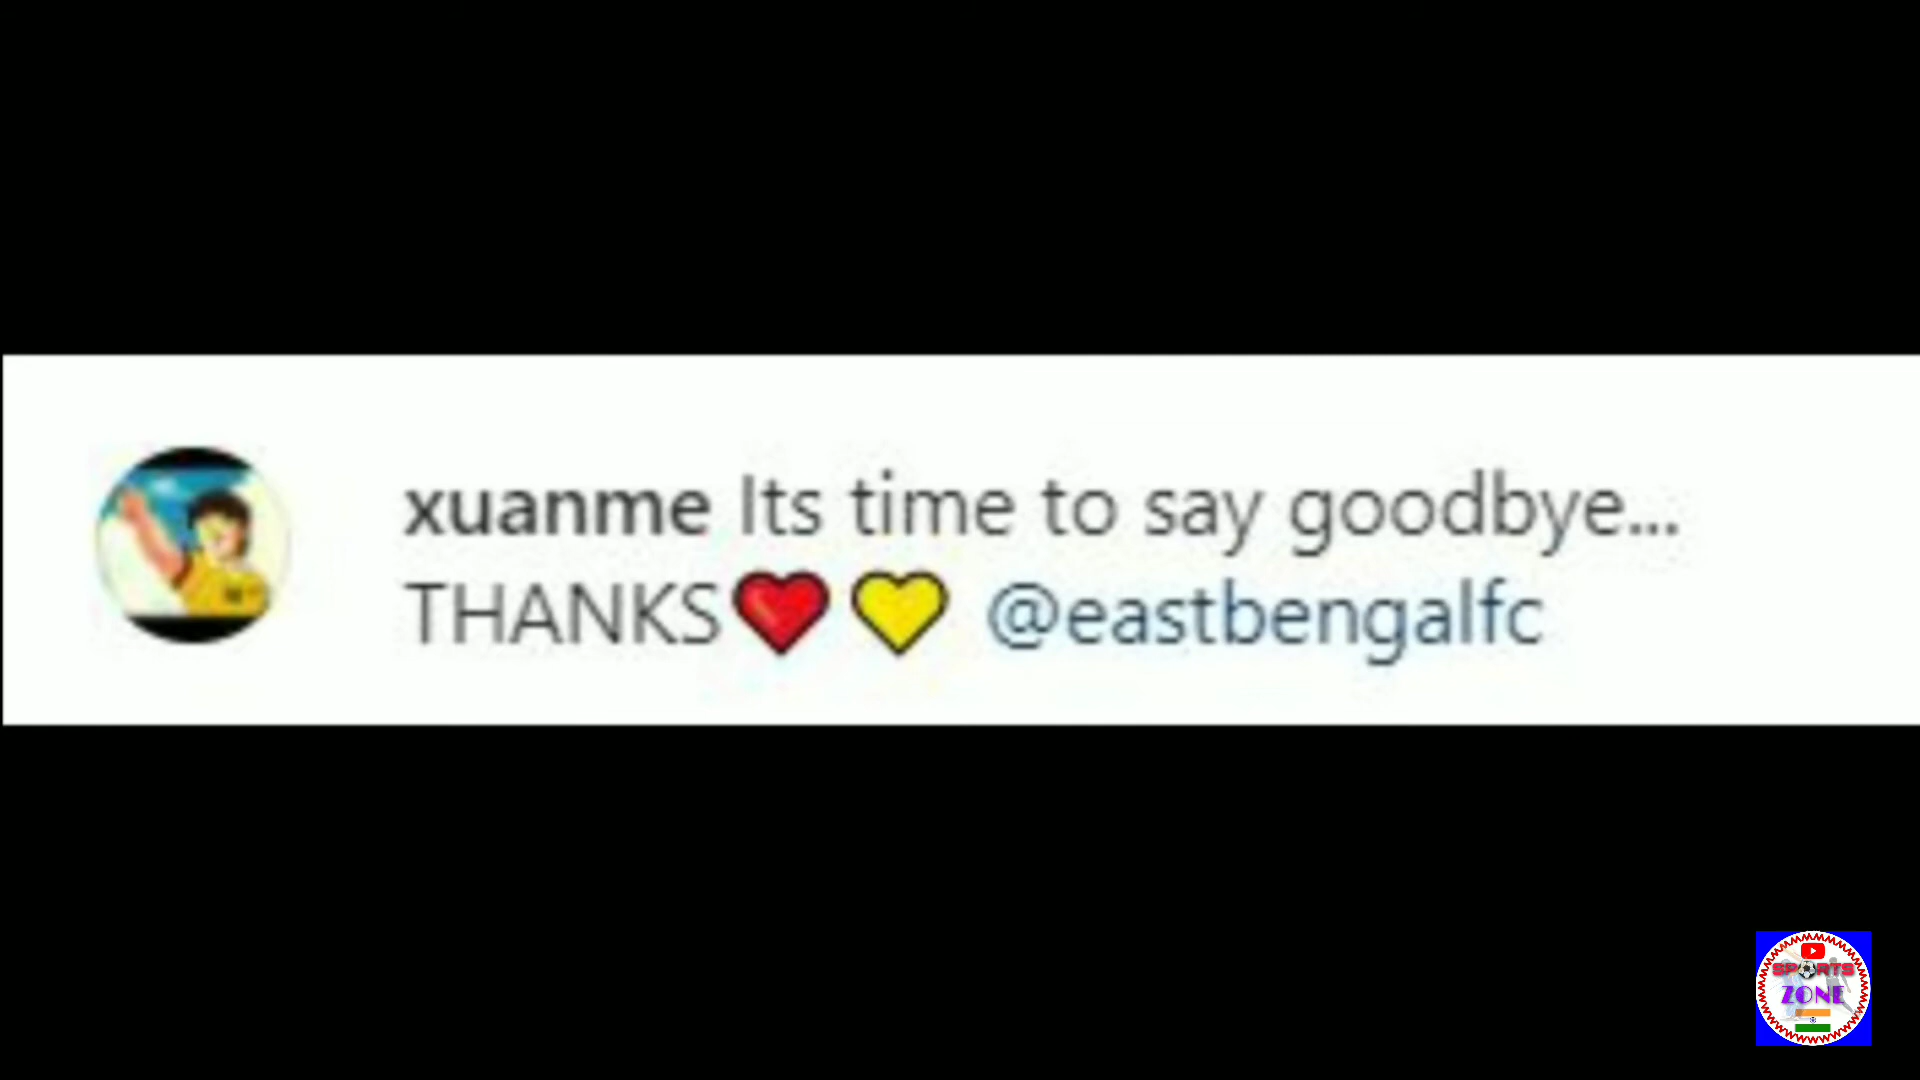 xuanme Its time to say goodbye...
THANKS❤️💛 @eastbengalfc
SPORTS
ZONE